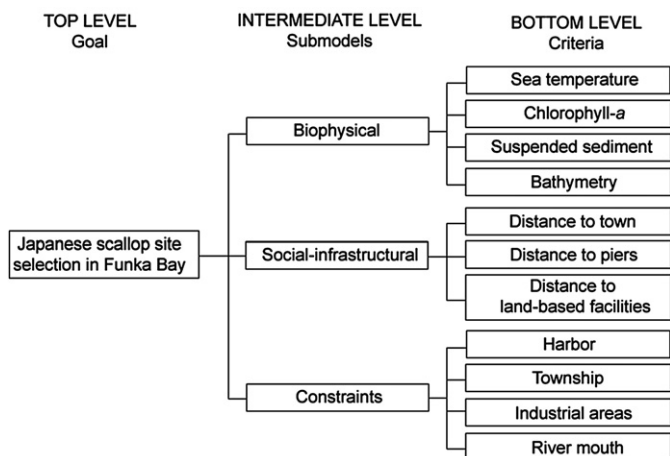 TOP LEVEL
Goal
INTERMEDIATE LEVEL
Submodels
BOTTOM LEVEL
Criteria
Japanese scallop site
selection in Funka Bay
Biophysical
Sea temperature
Chlorophyll-a
Suspended sediment
Bathymetry
Social-infrastructural
Distance to town
Distance to piers
Distance to
land-based facilities
Constraints
Harbor
Township
Industrial areas
River mouth